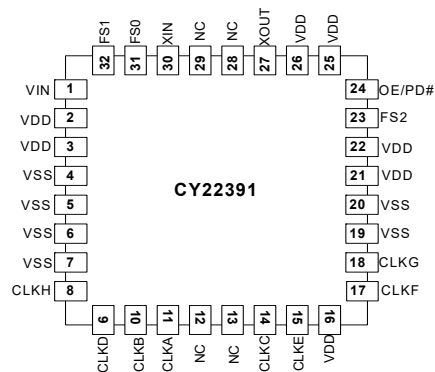 FS1
FS0
XIN
NC
NC
XOUT
VDD
VDD
32
31
30
29
28
27
26
25
VIN 1
VDD 2
VDD 3
VSS 4
VSS 5
VSS 6
VSS 7
CLKH 8
CY22391
24 OE/PD#
23 FS2
22 VDD
21 VDD
20 VSS
19 VSS
18 CLKG
17 CLKF
9
10
11
12
13
14
15
16
CLKD
CLKB
CLKA
NC
NC
CLKC
CLKE
VDD